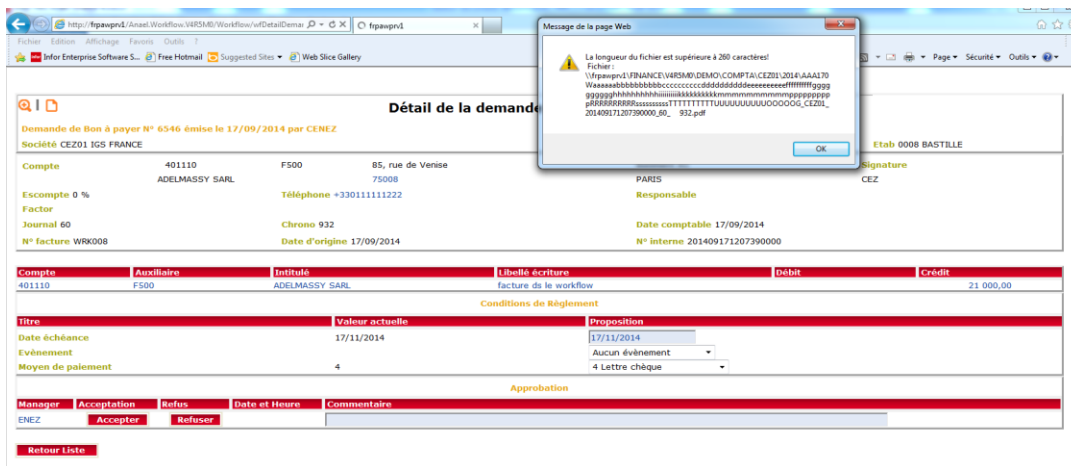 http://frpawprv1/Anael.Workflow.V4R5M0/Workflow/wfDetailDemar
frpawprv1
Fichier Edition Affichage Favoris Outils ?
Infor Enterprise Software S... Free Hotmail Suggested Sites Web Slice Gallery
Page Sécurité Outils
Message de la page Web
La longueur du fichier est supérieure à 260 caractères!
Fichier :
\\frpawprv1\FINANCE\V4R5M0\DEMO\COMPTA\CEZ01\2014\AAA170
201409171207390000_60_ 932.pdf
OK
Détail de la demande
Demande de Bon à payer N° 6546 émise le 17/09/2014 par CENEZ
Société CEZ01 IGS FRANCE Etab 0008 BASTILLE
Compte 401110 F500 85, rue de Venise Signature
ADELMASSY SARL 75008 PARIS CEZ
Escompte 0 % Téléphone +330111111222 Responsable
Factor
Journal 60 Chrono 932 Date comptable 17/09/2014
N° facture WRK008 Date d'origine 17/09/2014 N° interne 201409171207390000
Compte Auxiliaire Intitulé Libellé écriture Débit Crédit
401110 F500 ADELMASSY SARL facture ds le workflow 21 000,00
Conditions de Règlement
Titre Valeur actuelle Proposition
Date échéance 17/11/2014 17/11/2014
Evènement Aucun évènement
Moyen de paiement 4 4 Lettre chèque
Approbation
Manager Acceptation Refus Date et Heure Commentaire
ENEZ Accepter Refuser
Retour Liste